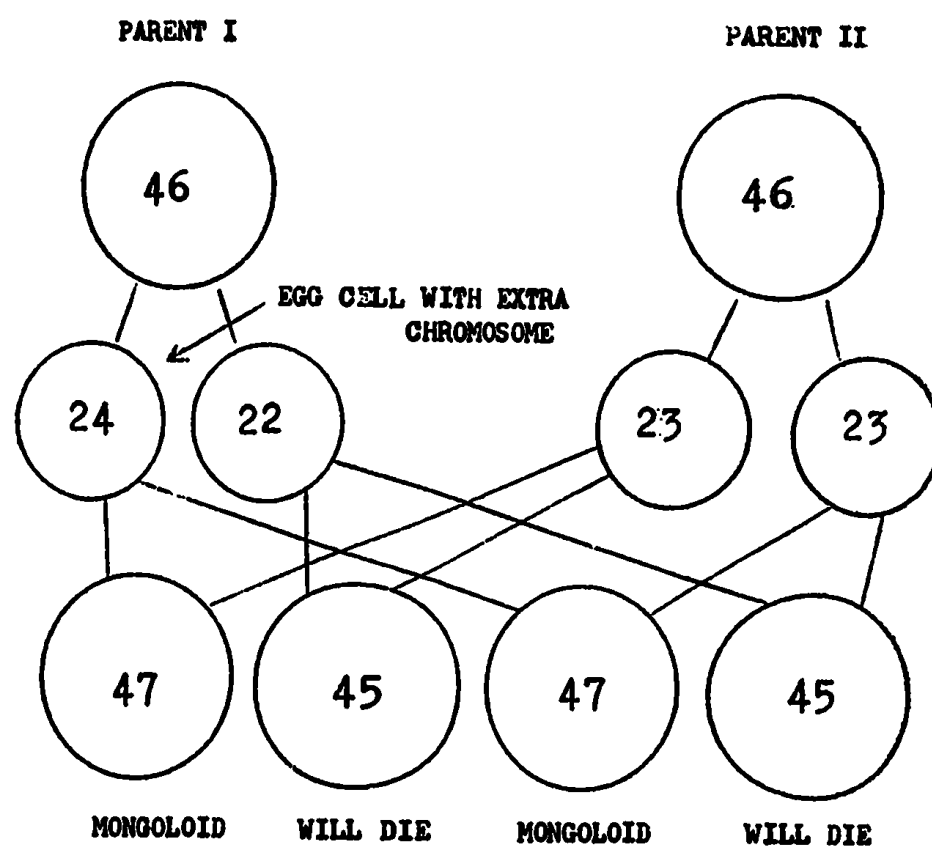 PARENT I
PARENT II
46
46.
EGG CELL WITH EXTRA
CHROMOSOME
24
22
23
23
47
45
47
45
MONGOLOID
WILL DIE
MONGOLOID
WILL DIE